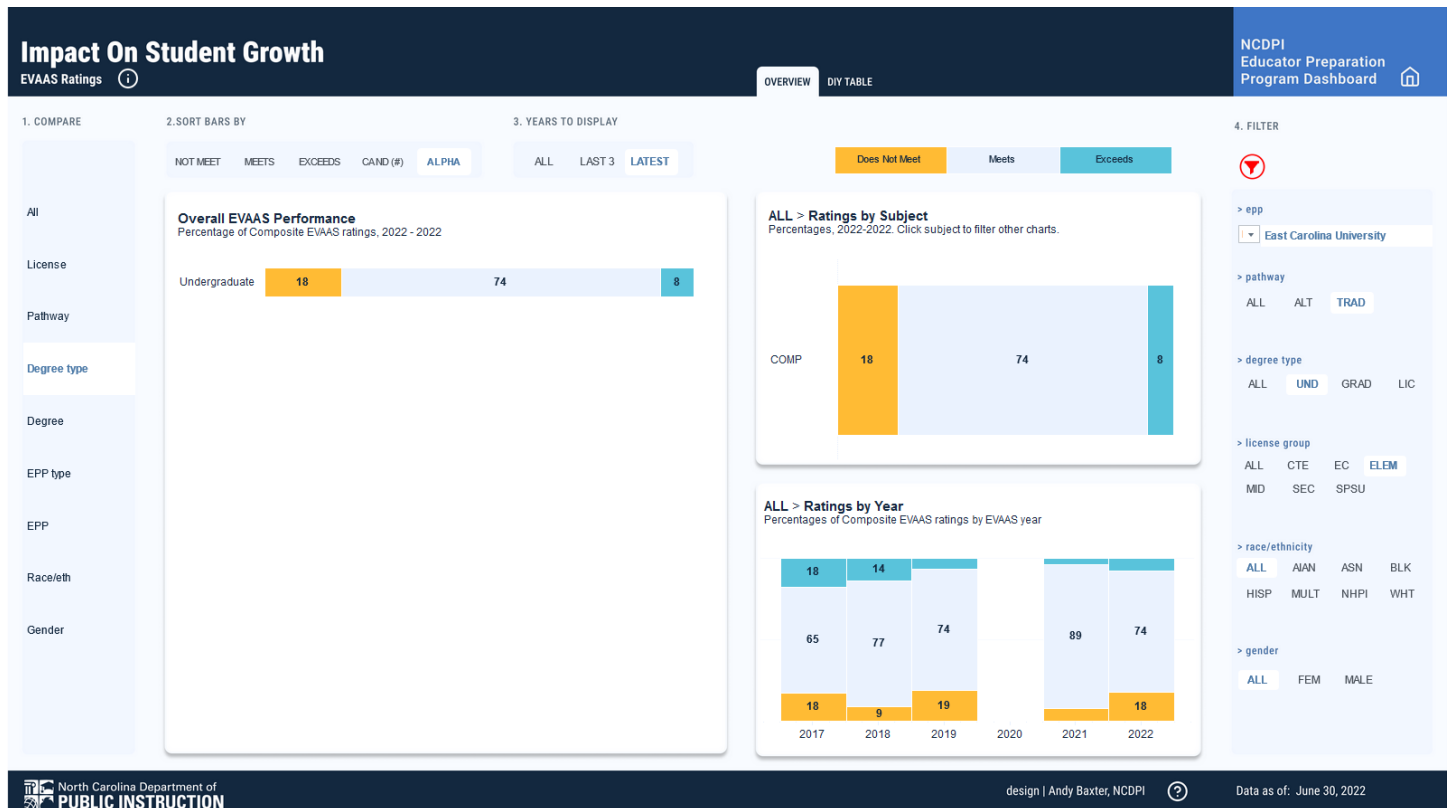 Impact On Student Growth
EVAAS Ratings i
OVERVIEW DIY TABLE
NCDPI
Educator Preparation
Program Dashboard
1. COMPARE
All
License
Pathway
Degree type
Degree
EPP type
EPP
Race/eth
Gender
2.SORT BARS BY
NOT MEET MEETS EXCEEDS CAND (#) ALPHA
3. YEARS TO DISPLAY
ALL LAST 3 LATEST
Does Not Meet Meets Exceeds
Overall EVAAS Performance
Percentage of Composite EVAAS ratings, 2022 - 2022
Undergraduate 18 74 8
ALL > Ratings by Subject
Percentages, 2022-2022. Click subject to filter other charts.
COMP 18 74 8
ALL > Ratings by Year
Percentages of Composite EVAAS ratings by EVAAS year
18 14
65 77 74 89 74
18 9 19 18
2017 2018 2019 2020 2021 2022
4. FILTER
> epp
East Carolina University
> pathway
ALL ALT TRAD
> degree type
ALL UND GRAD LIC
> license group
ALL CTE EC ELEM
MID SEC SPSU
> race/ethnicity
ALL AIAN ASN BLK
HISP MULT NHPI WHT
> gender
ALL FEM MALE
North Carolina Department of
PUBLIC INSTRUCTION
design | Andy Baxter, NCDPI ?
Data as of: June 30, 2022